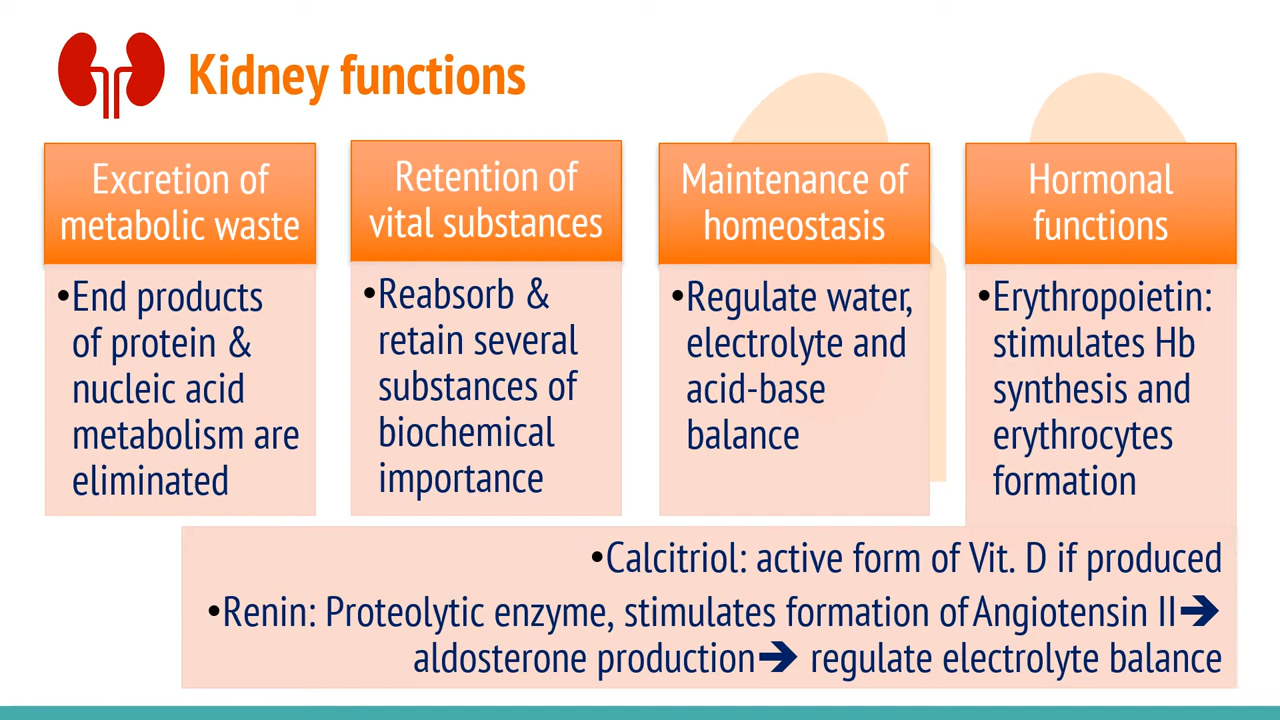 Kidney functions
Excretion of
metabolic waste
•End products
of protein &
nucleic acid
metabolism are
eliminated
Retention of
vital substances
•Reabsorb &
retain several
substances of
biochemical
importance
Maintenance of
homeostasis
•Regulate water,
electrolyte and
acid-base
balance
Hormonal
functions
•Erythropoietin:
stimulates Hb
synthesis and
erythrocytes
formation
•Calcitriol: active form of Vit. D if produced
•Renin: Proteolytic enzyme, stimulates formation of Angiotensin II➔
aldosterone production➔ regulate electrolyte balance